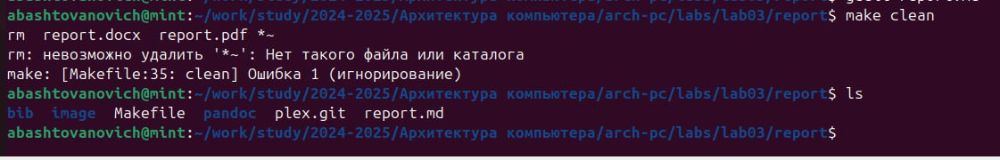 abashtovanovich@mint:~/work/study/2024-2025/Архитектура компьютера/arch-pc/labs/lab03/report$ make clean
rm  report.docx  report.pdf *~
rm: невозможно удалить '*~': Нет такого файла или каталога
make: [Makefile:35: clean] Ошибка 1 (игнорирование)
abashtovanovich@mint:~/work/study/2024-2025/Архитектура компьютера/arch-pc/labs/lab03/report$ ls
bib  image  Makefile  pandoc  plex.git  report.md
abashtovanovich@mint:~/work/study/2024-2025/Архитектура компьютера/arch-pc/labs/lab03/report$